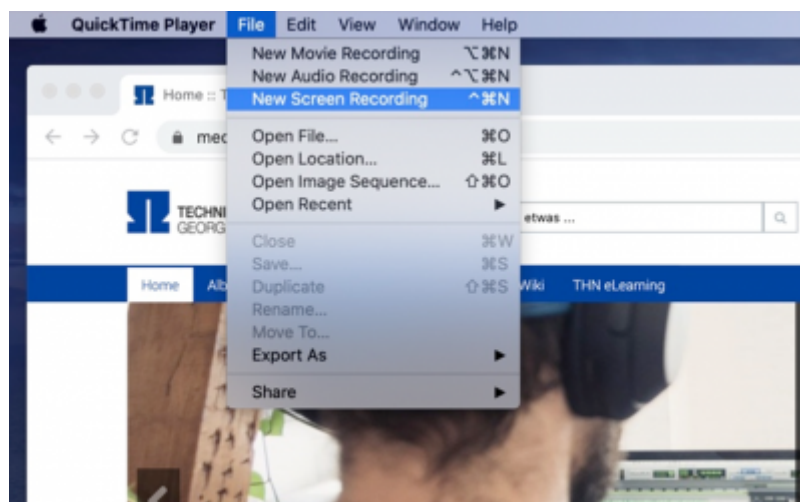 QuickTime Player File Edit View Window Help
New Movie Recording ⌥⌘N
New Audio Recording ^⌥⌘N
New Screen Recording ^⌘N
Open File... ⌘O
Open Location... ⌘L
Open Image Sequence... ⇧⌘O
Open Recent ▶
Close ⌘W
Save... ⌘S
Duplicate ⇧⌘S
Rename...
Move To...
Export As ▶
Share ▶
Home :: T
med
TECHNI
GEORG
etwas ...
Home Alb Wiki THN eLearning